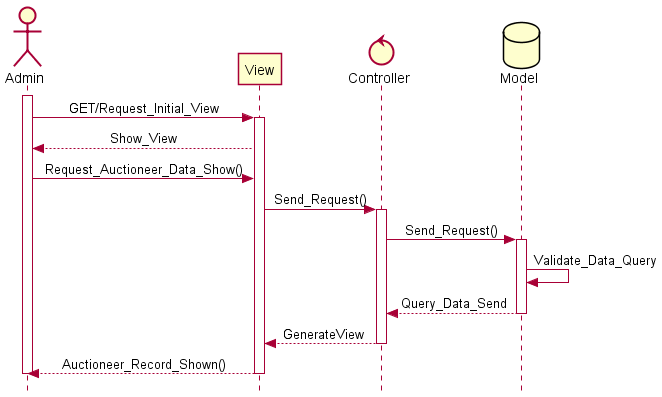 Admin
View
Controller
Model
GET/Request_Initial_View
Show_View
Request_Auctioneer_Data_Show()
Send_Request()
Send_Request()
Validate_Data_Query
Query_Data_Send
GenerateView
Auctioneer_Record_Shown()